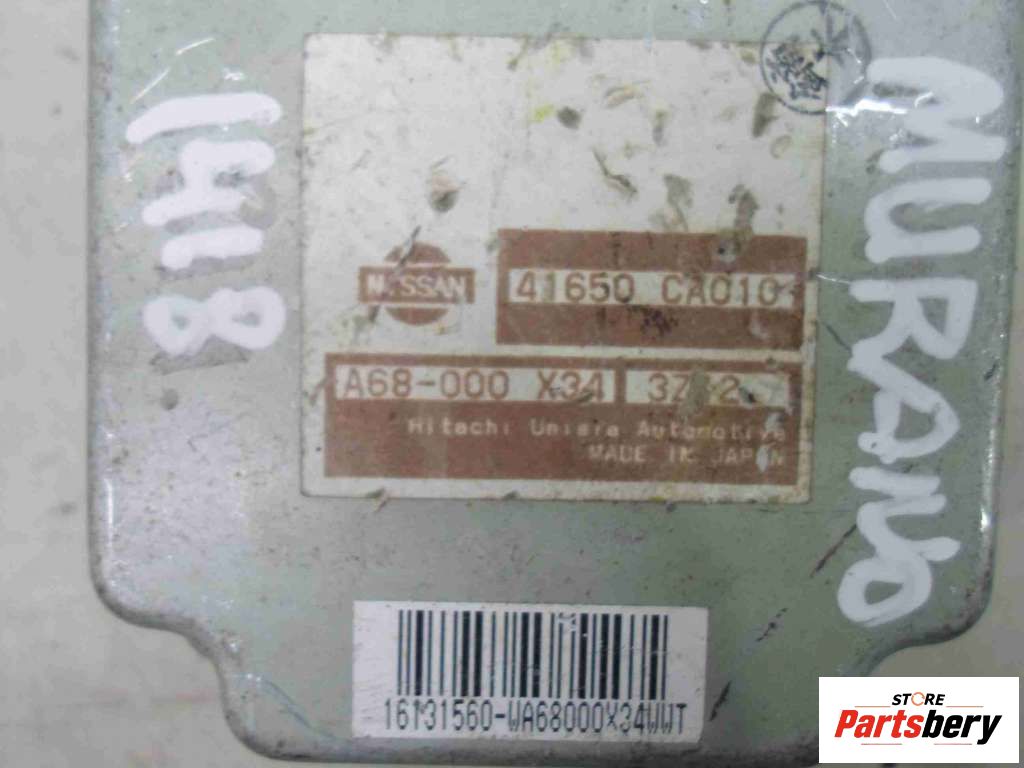 1418
MURANO
NISSAN
41650 CA010
A68-000 X34
Hitachi Unisia Automotive
MADE IN JAPAN
16131560-WA68000X34WWT
STORE
Partsbery